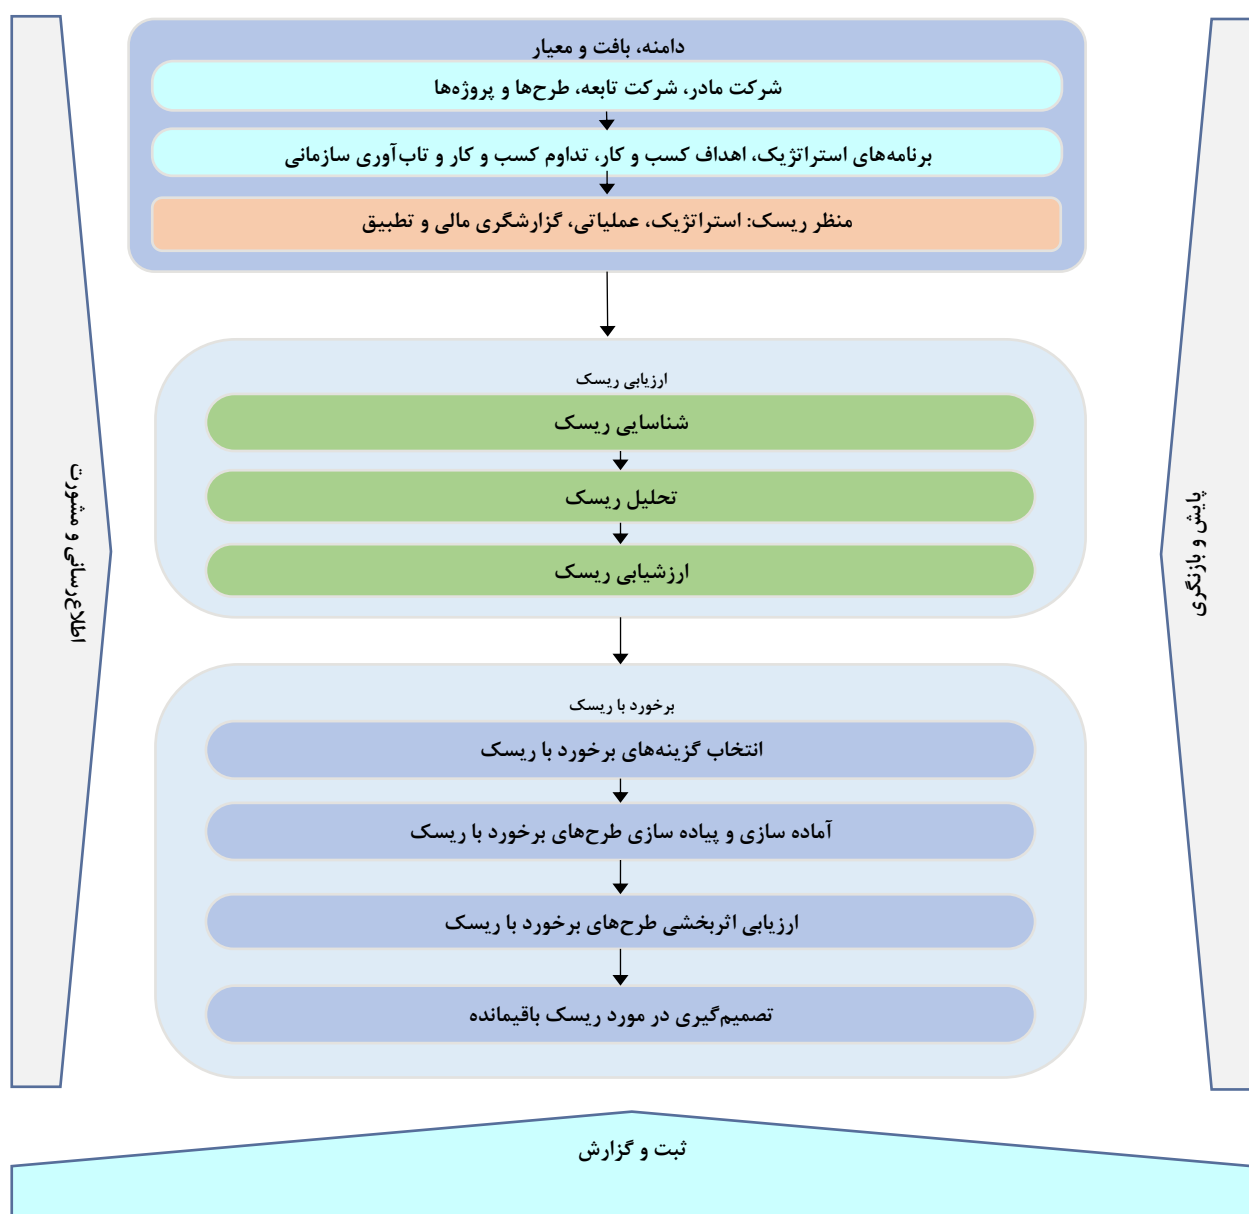 دامنه، بافت و معیار
شرکت مادر، شرکت تابعه، طرح‌ها و پروژه‌ها
برنامه‌های استراتژیک، اهداف کسب و کار، تداوم کسب و کار و تاب‌آوری سازمانی
منظر ریسک: استراتژیک، عملیاتی، گزارشگری مالی و تطبیق
ارزیابی ریسک
شناسایی ریسک
تحلیل ریسک
ارزشیابی ریسک
برخورد با ریسک
انتخاب گزینه‌های برخورد با ریسک
آماده سازی و پیاده سازی طرح‌های برخورد با ریسک
ارزیابی اثربخشی طرح‌های برخورد با ریسک
تصمیم‌گیری در مورد ریسک باقیمانده
پایش و بازنگری
اطلاع‌رسانی و مشورت
ثبت و گزارش